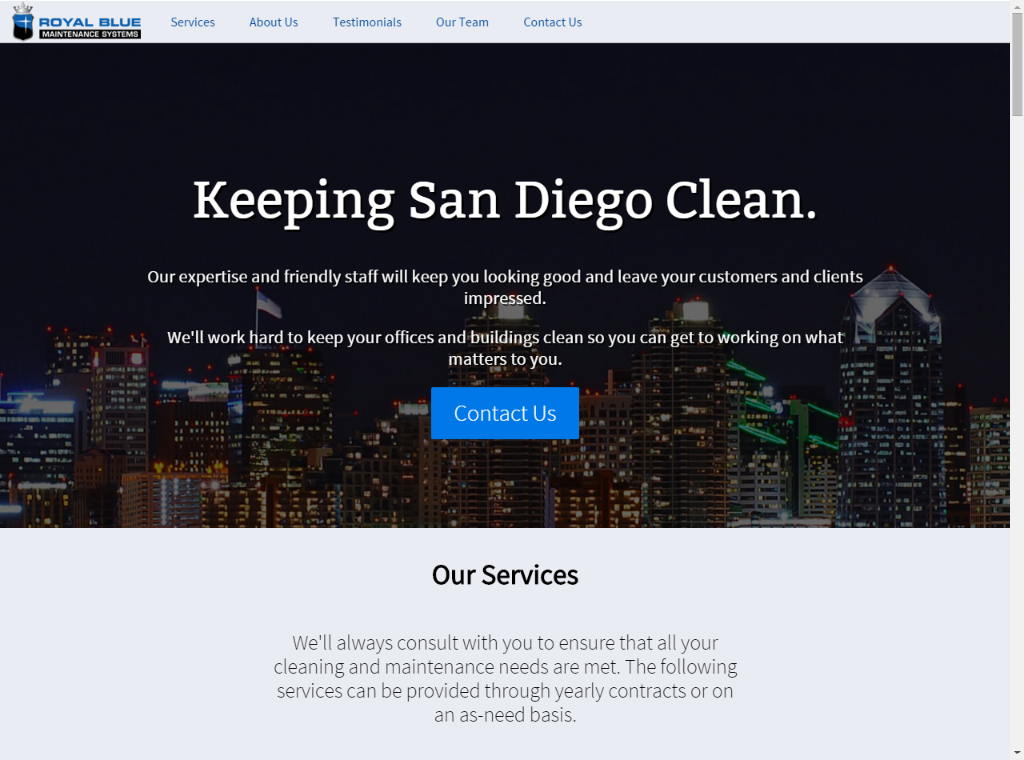 ROYAL BLUE
MAINTENANCE SYSTEMS
Services
About Us
Testimonials
Our Team
Contact Us
Keeping San Diego Clean.
Our expertise and friendly staff will keep you looking good and leave your customers and clients
impressed.
We'll work hard to keep your offices and buildings clean so you can get to working on what
matters to you.
Contact Us
Our Services
We'll always consult with you to ensure that all your
cleaning and maintenance needs are met. The following
services can be provided through yearly contracts or on
an as-need basis.